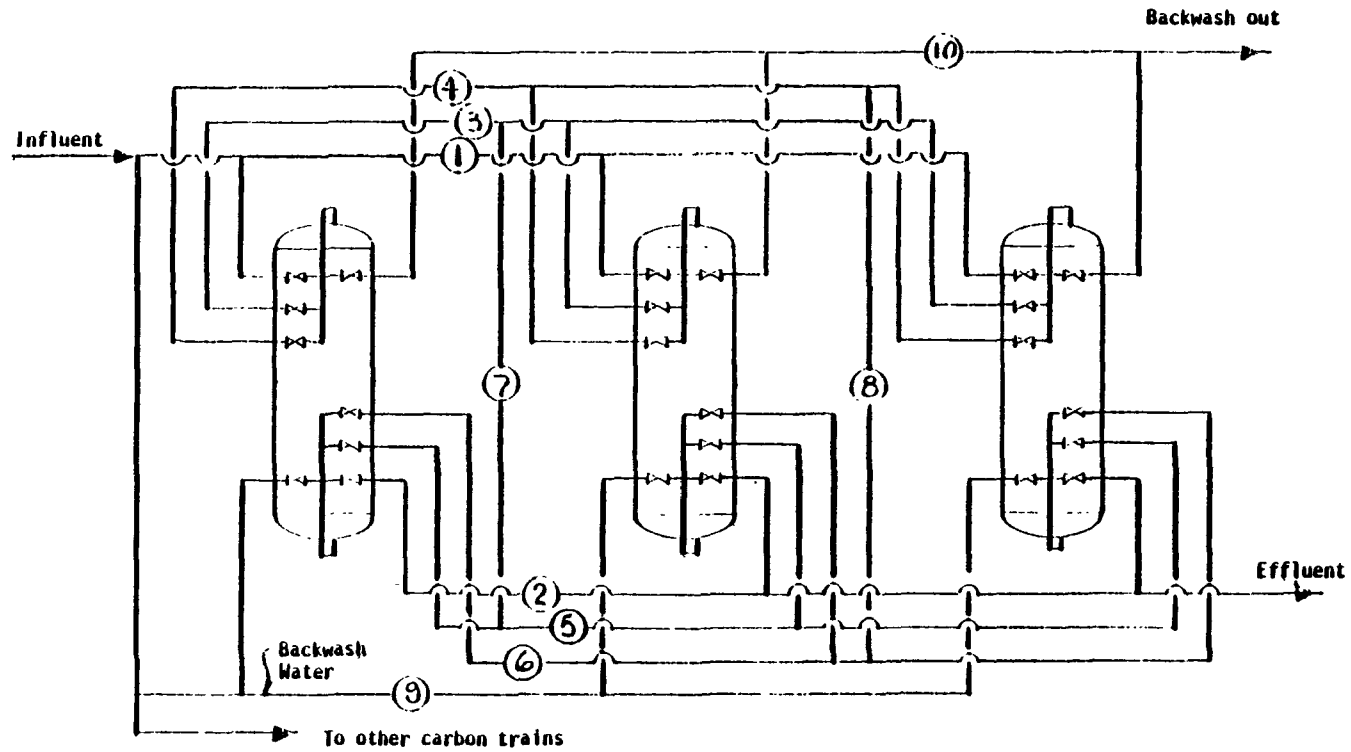 Backwash out
10
4
3
Influent
1
7
8
Effluent
2
5
6
Backwash
Water
9
To other carbon trains